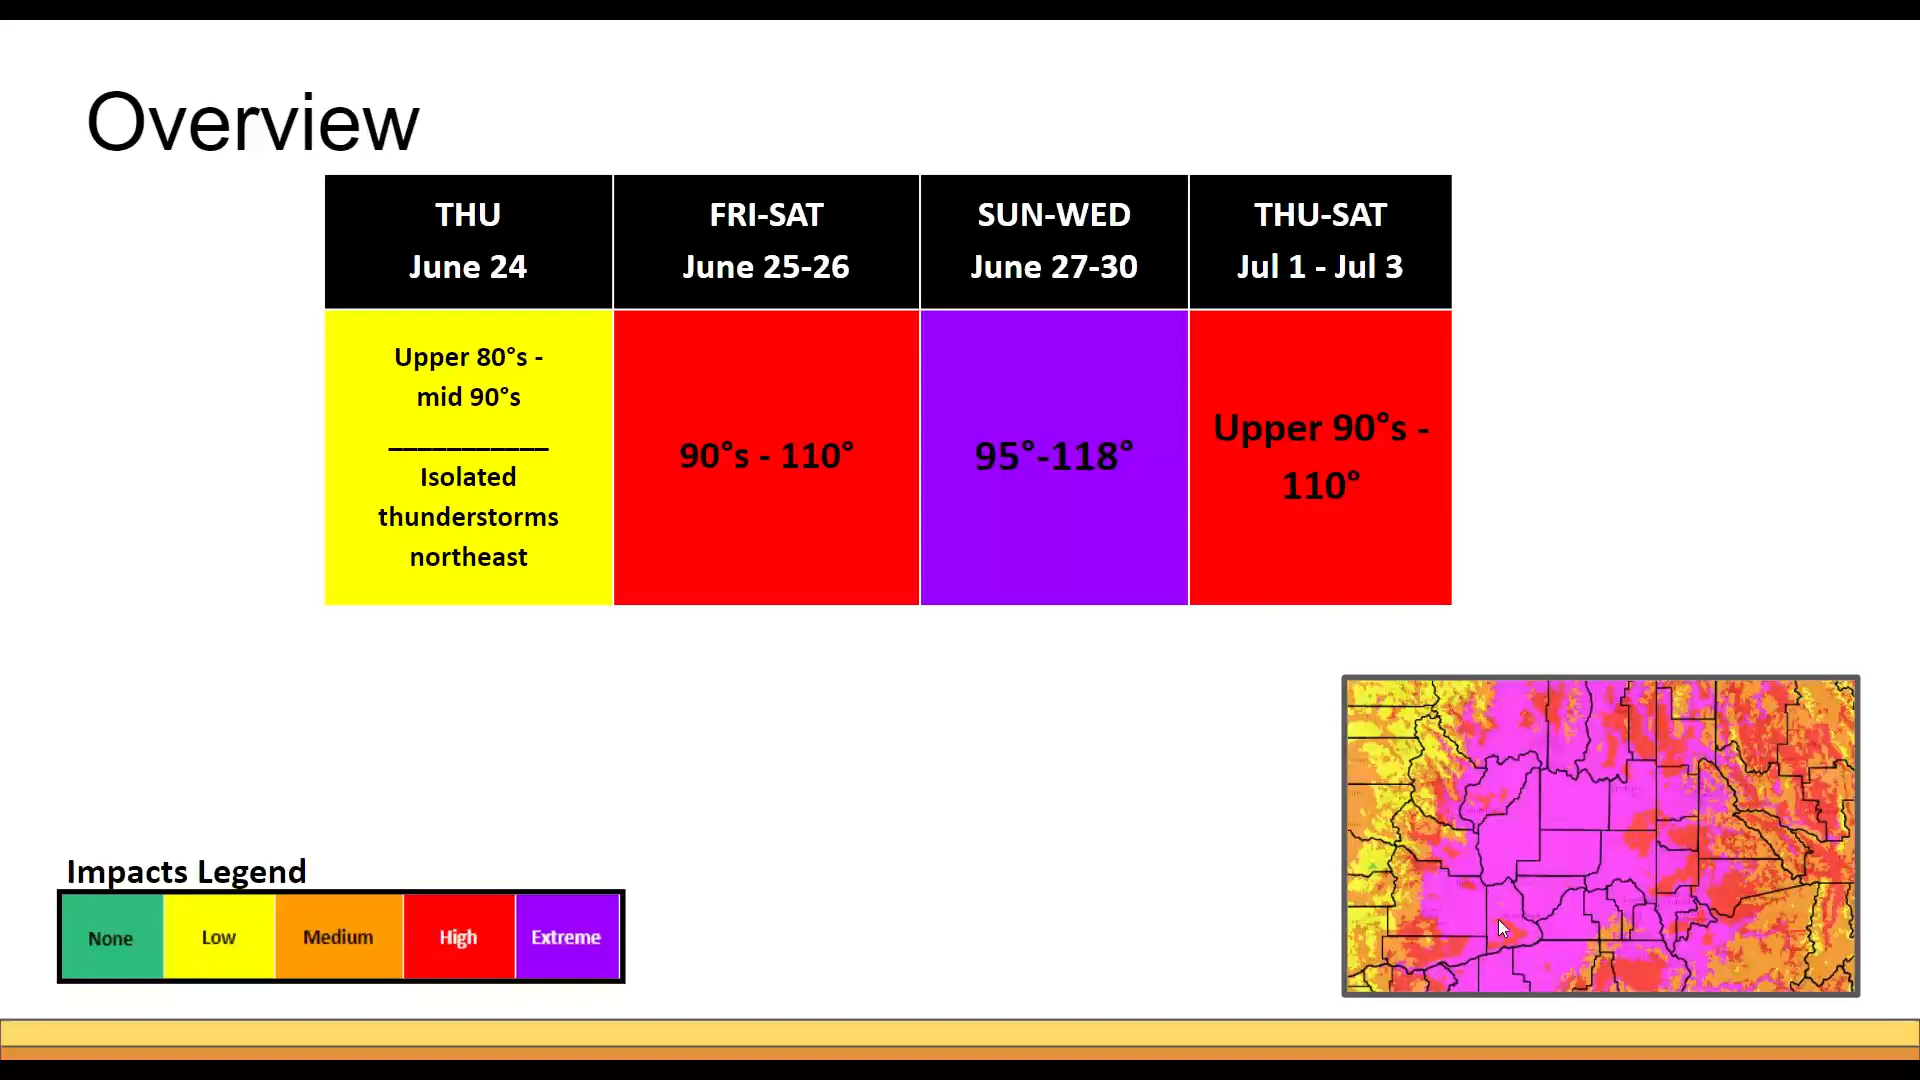 Overview
THU
June 24
FRI-SAT
June 25-26
SUN-WED
June 27-30
THU-SAT
Jul 1 - Jul 3
Upper 80°s -
mid 90°s
____________
Isolated
thunderstorms
northeast
90°s - 110°
95°-118°
Upper 90°s -
110°
Impacts Legend
None
Low
Medium
High
Extreme